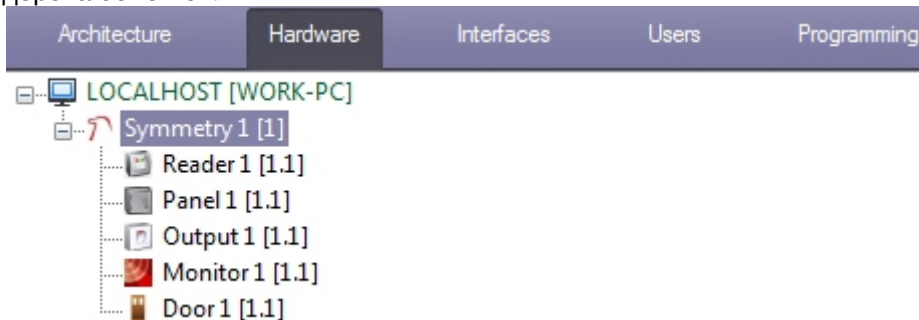 Architecture Hardware Interfaces Users Programming
LOCALHOST [WORK-PC]
Symmetry 1 [1]
Reader 1 [1.1]
Panel 1 [1.1]
Output 1 [1.1]
Monitor 1 [1.1]
Door 1 [1.1]